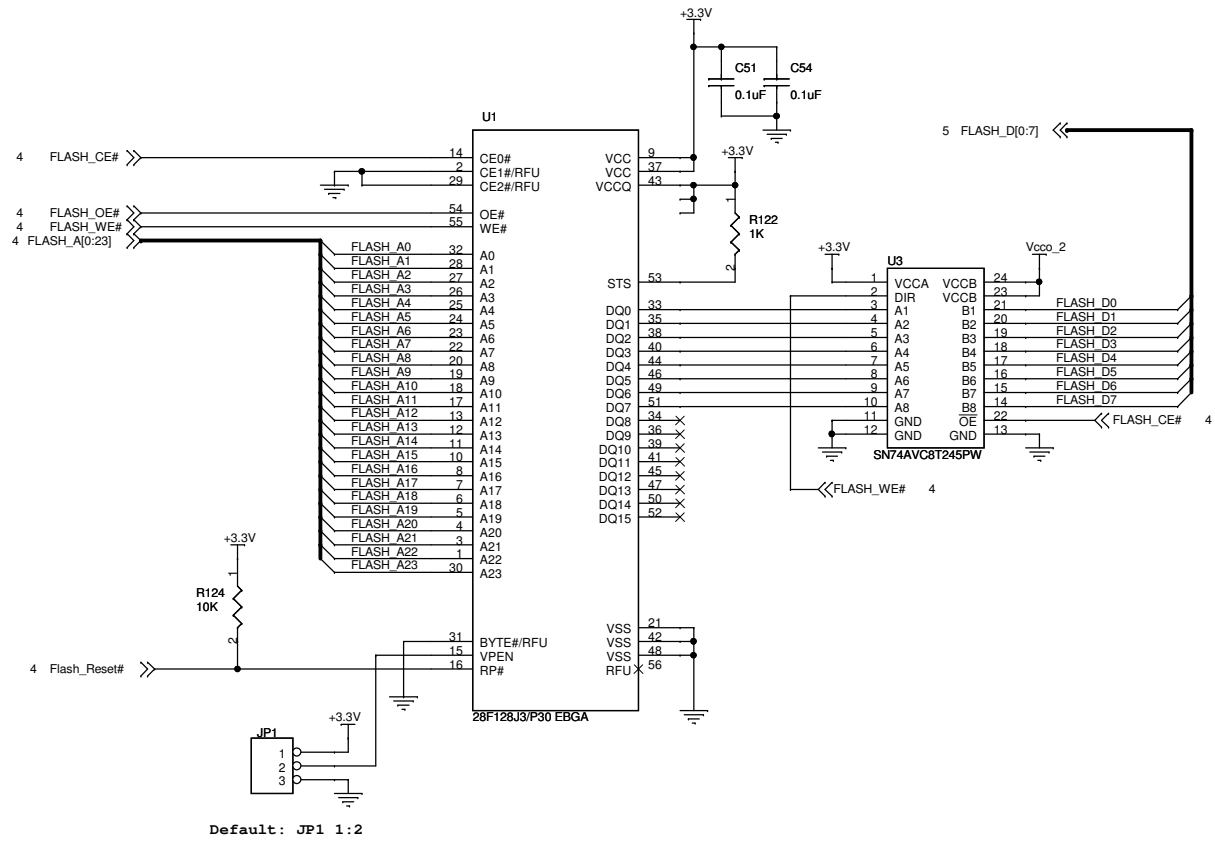 +3.3V
C51
C54
0.1uF
0.1uF
U1
5 FLASH_D[0:7]
4 FLASH_CE#
14 CE0#
2 CE1#/RFU
29 CE2#/RFU
VCC 9
VCC 37
VCCQ 43
+3.3V
4 FLASH_OE#
4 FLASH_WE#
4 FLASH_A[0:23]
54 OE#
55 WE#
1
R122
1K
2
STS 53
FLASH_A0 32 A0
FLASH_A1 28 A1
FLASH_A2 27 A2
FLASH_A3 26 A3
FLASH_A4 25 A4
FLASH_A5 24 A5
FLASH_A6 23 A6
FLASH_A7 22 A7
FLASH_A8 20 A8
FLASH_A9 19 A9
FLASH_A10 18 A10
FLASH_A11 17 A11
FLASH_A12 13 A12
FLASH_A13 12 A13
FLASH_A14 11 A14
FLASH_A15 10 A15
FLASH_A16 8 A16
FLASH_A17 7 A17
FLASH_A18 6 A18
FLASH_A19 5 A19
FLASH_A20 4 A20
FLASH_A21 3 A21
FLASH_A22 1 A22
FLASH_A23 30 A23
DQ0 33
DQ1 35
DQ2 38
DQ3 40
DQ4 44
DQ5 46
DQ6 49
DQ7 51
DQ8 34
DQ9 36
DQ10 39
DQ11 41
DQ12 45
DQ13 47
DQ14 50
DQ15 52
+3.3V
U3
Vcco_2
1 VCCA VCCB 24
2 DIR VCCB 23
3 A1 B1 21 FLASH_D0
4 A2 B2 20 FLASH_D1
5 A3 B3 19 FLASH_D2
6 A4 B4 18 FLASH_D3
7 A5 B5 17 FLASH_D4
8 A6 B6 16 FLASH_D5
9 A7 B7 15 FLASH_D6
10 A8 B8 14 FLASH_D7
11 GND OE 22 FLASH_CE# 4
12 GND GND 13
SN74AVC8T245PW
FLASH_WE# 4
+3.3V
1
R124
10K
2
4 Flash_Reset#
31 BYTE#/RFU
15 VPEN
16 RP#
VSS 21
VSS 42
VSS 48
RFU 56
28F128J3/P30 EBGA
+3.3V
JP1
1
2
3
Default: JP1 1:2